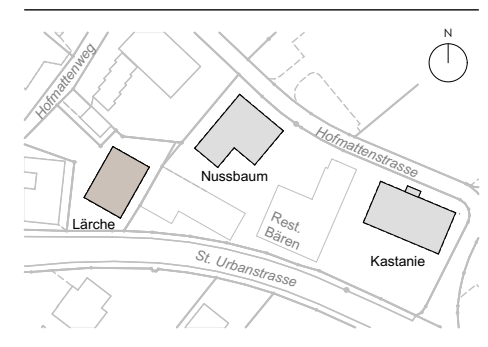 N
Hofmattenweg
Hofmattenstrasse
Nussbaum
Lärche
Rest.
Bären
St. Urbanstrasse
Kastanie